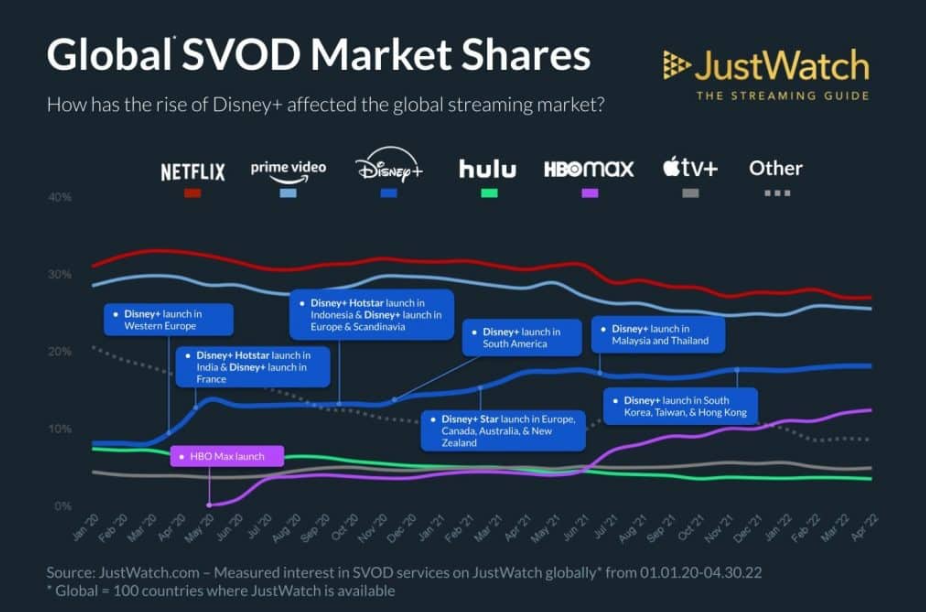 Global* SVOD Market Shares
How has the rise of Disney+ affected the global streaming market?
JustWatch
THE STREAMING GUIDE
NETFLIX
prime video
Disney+
hulu
HBOmax
tv+
Other
40%
30%
20%
10%
0%
• Disney+ launch in
Western Europe
• Disney+ Hotstar launch in
India & Disney+ launch in
France
• Disney+ Hotstar launch in
Indonesia & Disney+ launch in
Europe & Scandinavia
• Disney+ launch in
South America
• Disney+ launch in
Malaysia and Thailand
• Disney+ Star launch in Europe,
Canada, Australia, & New
Zealand
• Disney+ launch in South
Korea, Taiwan, & Hong Kong
• HBO Max launch
Jan '20
Feb '20
Mar '20
Apr '20
May '20
Jun '20
Jul '20
Aug '20
Sep '20
Oct '20
Nov '20
Dec '20
Jan '21
Feb '21
Mar '21
Apr '21
May '21
Jun '21
Jul '21
Aug '21
Sep '21
Oct '21
Nov '21
Dec '21
Jan '22
Feb '22
Mar '22
Apr '22
Source: JustWatch.com – Measured interest in SVOD services on JustWatch globally* from 01.01.20-04.30.22
* Global = 100 countries where JustWatch is available